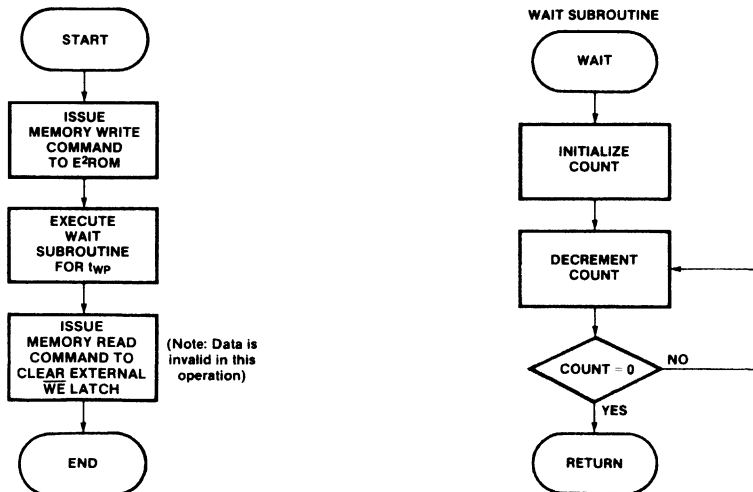 START
ISSUE
MEMORY WRITE
COMMAND
TO E²ROM
EXECUTE
WAIT
SUBROUTINE
FOR tWP
ISSUE
MEMORY READ
COMMAND TO
CLEAR EXTERNAL
W̅E̅ LATCH
(Note: Data is
invalid in this
operation)
END
WAIT SUBROUTINE
WAIT
INITIALIZE
COUNT
DECREMENT
COUNT
COUNT = 0
NO
YES
RETURN